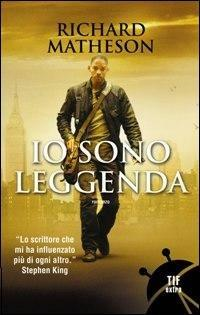 RICHARD
MATHESON
IO SONO
LEGGENDA
romanzo
"Lo scrittore che
mi ha influenzato
più di ogni altro."
Stephen King
TIF
extra